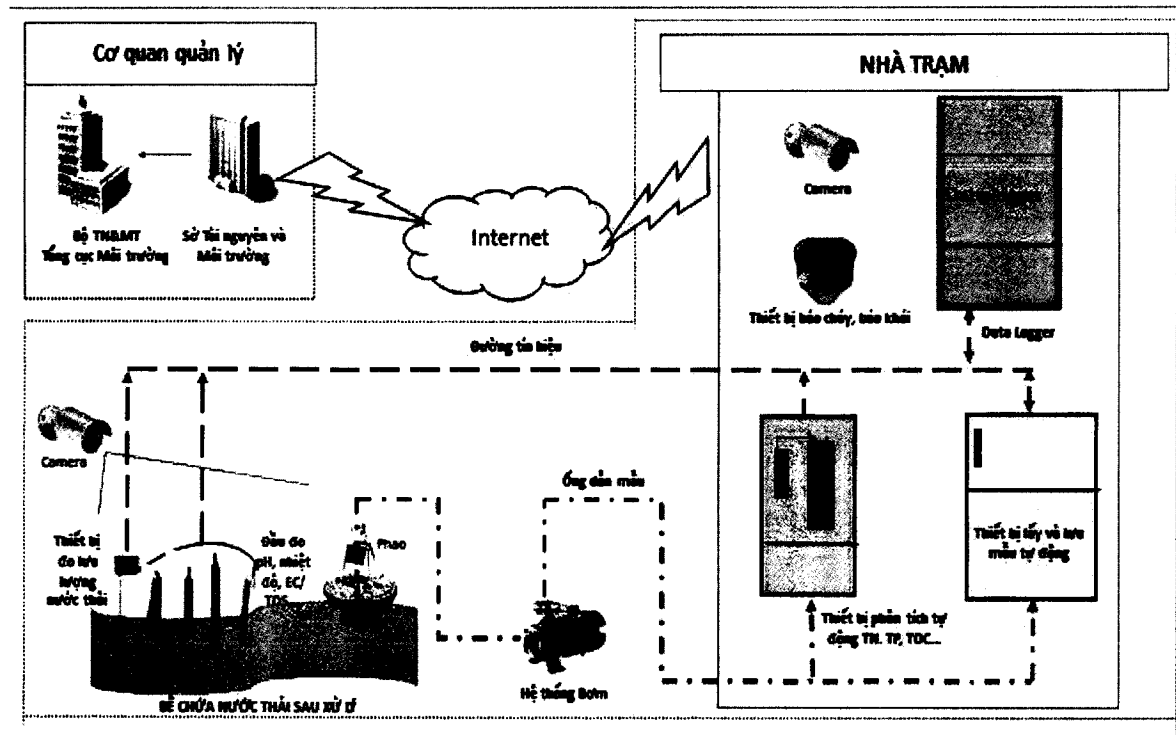 Cơ quan quản lý
Bộ TN&MT
Tổng cục Môi trường
Sở Tài nguyên và
Môi trường
Internet
NHÀ TRẠM
Camera
Thiết bị báo cháy, báo khói
Data Logger
Đường tín hiệu
Camera
Thiết bị
đo lưu
lượng
nước thải
Đầu đo
pH, nhiệt
độ, EC/
TDS
Phao
Ống dẫn mẫu
Hệ thống Bơm
Thiết bị phân tích tự
động TN. TP, TOC...
Thiết bị lấy và lưu
mẫu tự động
BỂ CHỨA NƯỚC THẢI SAU XỬ LÍ